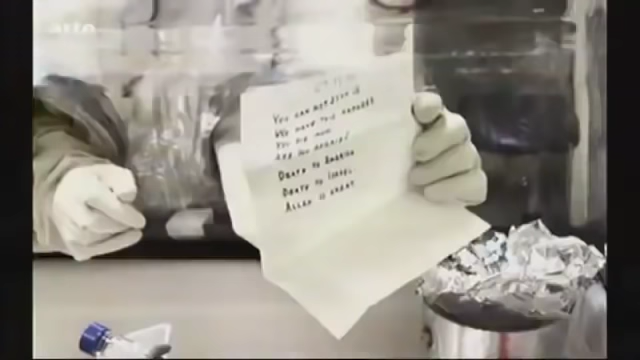 arte
YOU CAN NOT STOP US
WE HAVE THIS
YOU DIE NOW
ARE YOU AFRAID?
DEATH TO AMERICA
DEATH TO ISRAEL.
ALLAH IS GREAT